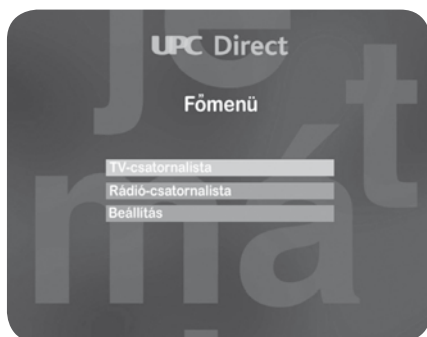 UPC Direct
Főmenü
TV-csatornalista
Rádió-csatornalista
Beállítás